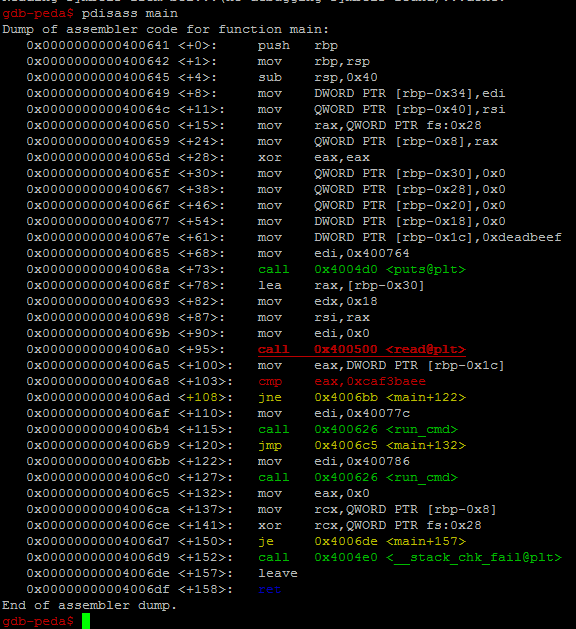 gdb-peda$ pdisass main
Dump of assembler code for function main:
0x0000000000400641 <+0>: push rbp
0x0000000000400642 <+1>: mov rbp,rsp
0x0000000000400645 <+4>: sub rsp,0x40
0x0000000000400649 <+8>: mov DWORD PTR [rbp-0x34],edi
0x000000000040064c <+11>: mov QWORD PTR [rbp-0x40],rsi
0x0000000000400650 <+15>: mov rax,QWORD PTR fs:0x28
0x0000000000400659 <+24>: mov QWORD PTR [rbp-0x8],rax
0x000000000040065d <+28>: xor eax,eax
0x000000000040065f <+30>: mov QWORD PTR [rbp-0x30],0x0
0x0000000000400667 <+38>: mov QWORD PTR [rbp-0x28],0x0
0x000000000040066f <+46>: mov QWORD PTR [rbp-0x20],0x0
0x0000000000400677 <+54>: mov DWORD PTR [rbp-0x18],0x0
0x000000000040067e <+61>: mov DWORD PTR [rbp-0x1c],0xdeadbeef
0x0000000000400685 <+68>: mov edi,0x400764
0x000000000040068a <+73>: call 0x4004d0 <puts@plt>
0x000000000040068f <+78>: lea rax,[rbp-0x30]
0x0000000000400693 <+82>: mov edx,0x18
0x0000000000400698 <+87>: mov rsi,rax
0x000000000040069b <+90>: mov edi,0x0
0x00000000004006a0 <+95>: call 0x400500 <read@plt>
0x00000000004006a5 <+100>: mov eax,DWORD PTR [rbp-0x1c]
0x00000000004006a8 <+103>: cmp eax,0xcaf3baee
0x00000000004006ad <+108>: jne 0x4006bb <main+122>
0x00000000004006af <+110>: mov edi,0x40077c
0x00000000004006b4 <+115>: call 0x400626 <run_cmd>
0x00000000004006b9 <+120>: jmp 0x4006c5 <main+132>
0x00000000004006bb <+122>: mov edi,0x400786
0x00000000004006c0 <+127>: call 0x400626 <run_cmd>
0x00000000004006c5 <+132>: mov eax,0x0
0x00000000004006ca <+137>: mov rcx,QWORD PTR [rbp-0x8]
0x00000000004006ce <+141>: xor rcx,QWORD PTR fs:0x28
0x00000000004006d7 <+150>: je 0x4006de <main+157>
0x00000000004006d9 <+152>: call 0x4004e0 <__stack_chk_fail@plt>
0x00000000004006de <+157>: leave
0x00000000004006df <+158>: ret
End of assembler dump.
gdb-peda$